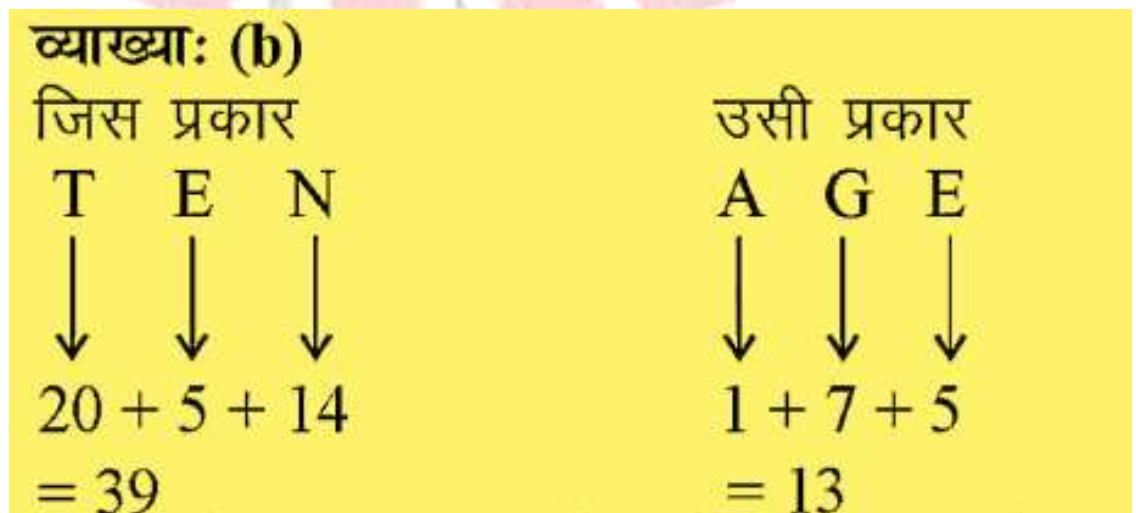 व्याख्या: (b)
जिस प्रकार उसी प्रकार
T E N A G E
20 + 5 + 14 1 + 7 + 5
= 39 = 13